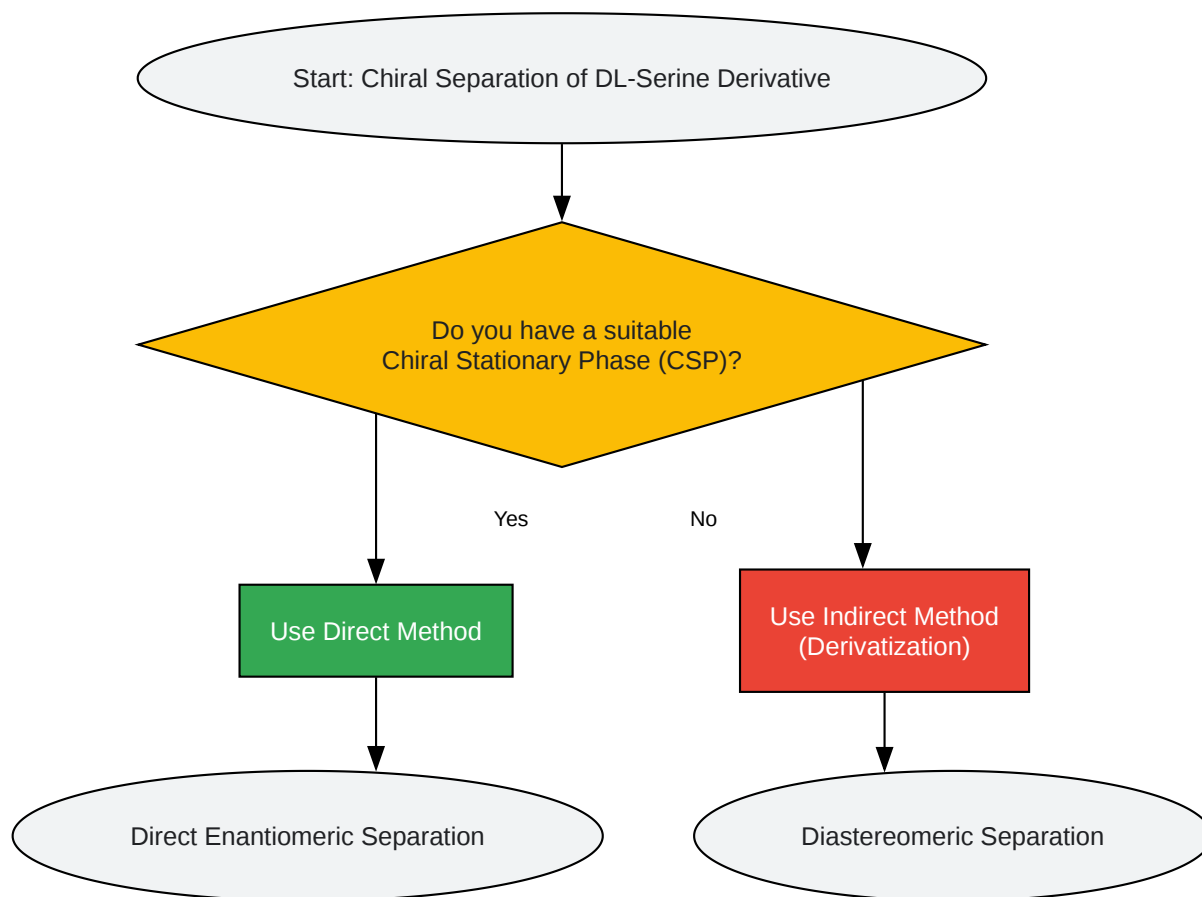 Start: Chiral Separation of DL-Serine Derivative
Do you have a suitable
Chiral Stationary Phase (CSP)?
Yes
No
Use Direct Method
Use Indirect Method
(Derivatization)
Direct Enantiomeric Separation
Diastereomeric Separation